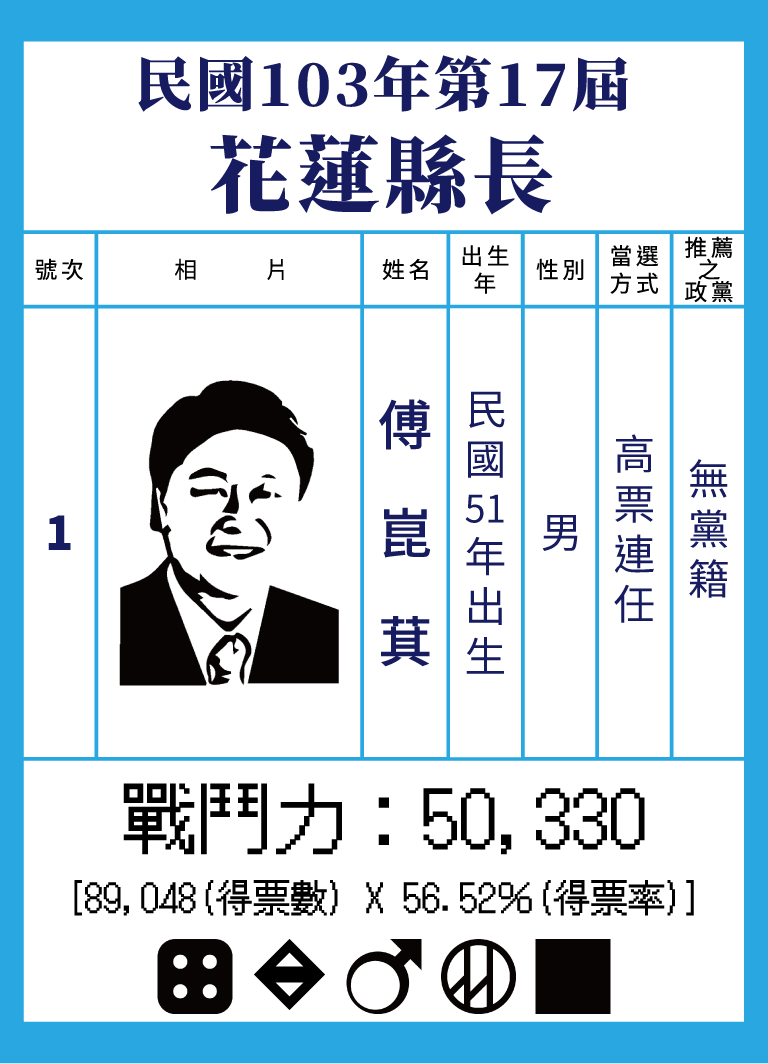 民國103年第17屆
花蓮縣長
號次
相片
姓名
出生
年
性別
當選
方式
推薦
之
政黨
1
傅崑萁
民國51年出生
男
高票連任
無黨籍
戰鬥力：50,330
[89,048(得票數) X 56.52%(得票率)]